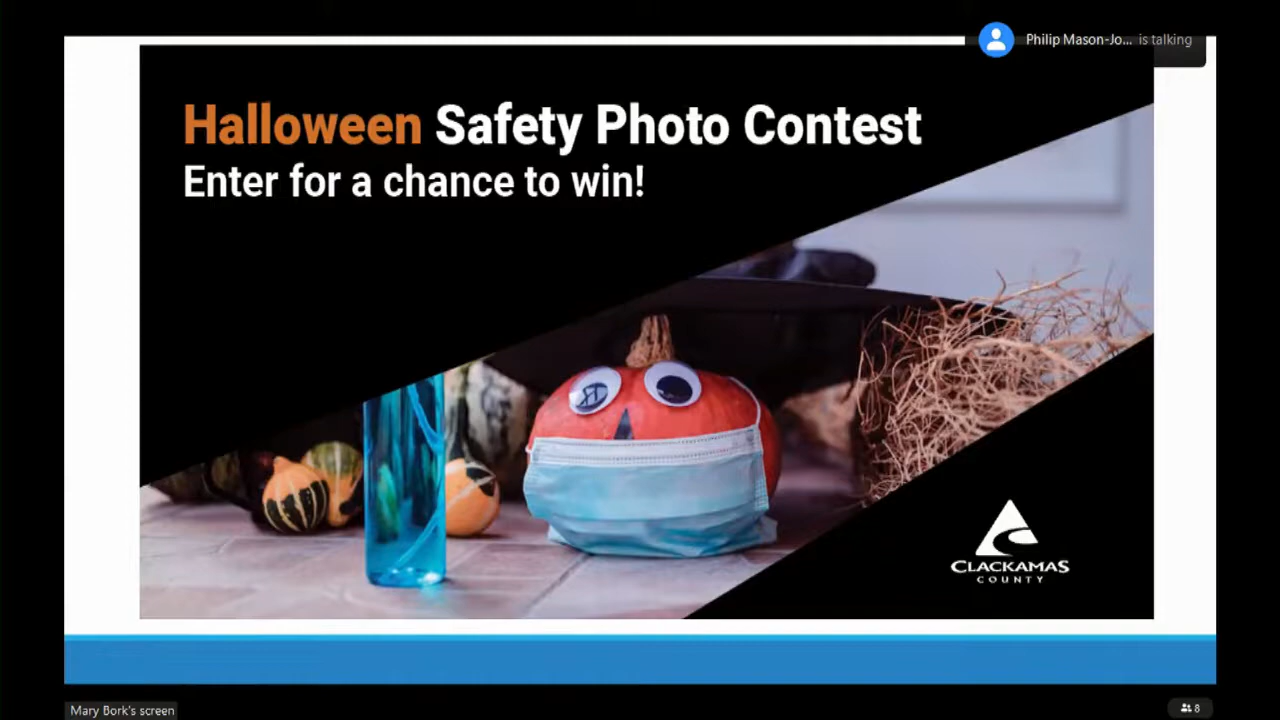 Philip Mason-Jo... is talking
Halloween Safety Photo Contest
Enter for a chance to win!
CLACKAMAS
COUNTY
Mary Bork's screen
8